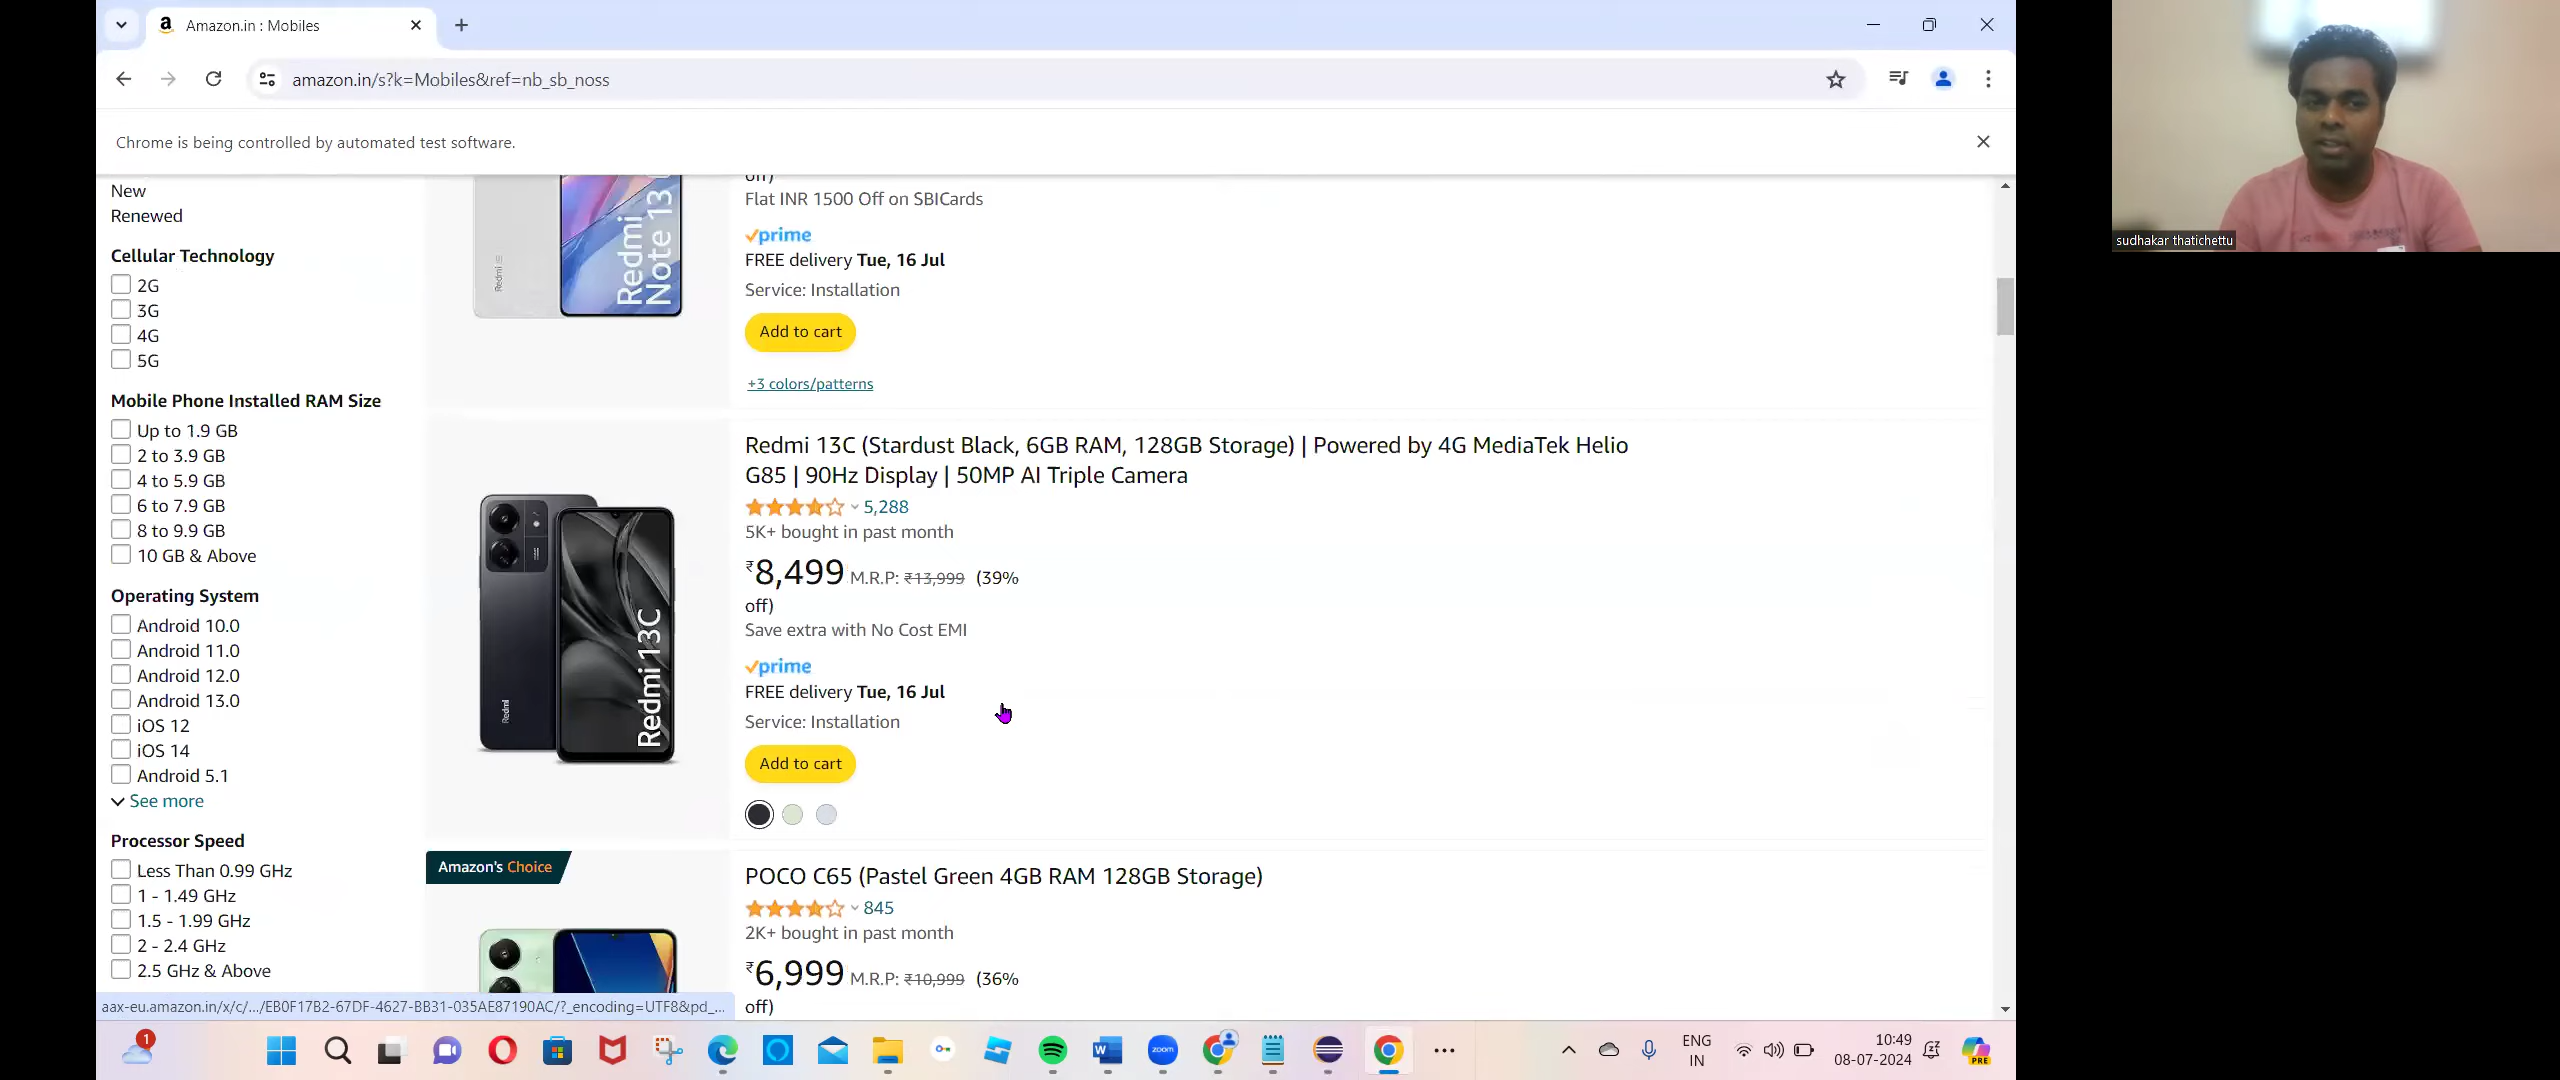 Amazon.in : Mobiles
amazon.in/s?k=Mobiles&ref=nb_sb_noss
Chrome is being controlled by automated test software.
New
Renewed
Cellular Technology
2G
3G
4G
5G
Mobile Phone Installed RAM Size
Up to 1.9 GB
2 to 3.9 GB
4 to 5.9 GB
6 to 7.9 GB
8 to 9.9 GB
10 GB & Above
Operating System
Android 10.0
Android 11.0
Android 12.0
Android 13.0
iOS 12
iOS 14
Android 5.1
See more
Processor Speed
Less Than 0.99 GHz
1 - 1.49 GHz
1.5 - 1.99 GHz
2 - 2.4 GHz
2.5 GHz & Above
Redmi
Redmi
Note 13
off)
Flat INR 1500 Off on SBICards
prime
FREE delivery Tue, 16 Jul
Service: Installation
Add to cart
+3 colors/patterns
Redmi
Redmi 13C
Redmi 13C (Stardust Black, 6GB RAM, 128GB Storage) | Powered by 4G MediaTek Helio
G85 | 90Hz Display | 50MP AI Triple Camera
5,288
5K+ bought in past month
₹8,499 M.R.P: ₹13,999 (39%
off)
Save extra with No Cost EMI
prime
FREE delivery Tue, 16 Jul
Service: Installation
Add to cart
Amazon's Choice
POCO C65 (Pastel Green 4GB RAM 128GB Storage)
845
2K+ bought in past month
₹6,999 M.R.P: ₹10,999 (36%
off)
aax-eu.amazon.in/x/c/.../EB0F17B2-67DF-4627-BB31-035AE87190AC/?_encoding=UTF8&pd_...
1
zoom
ENG
IN
10:49
08-07-2024
PRE
sudhakar thatichettu